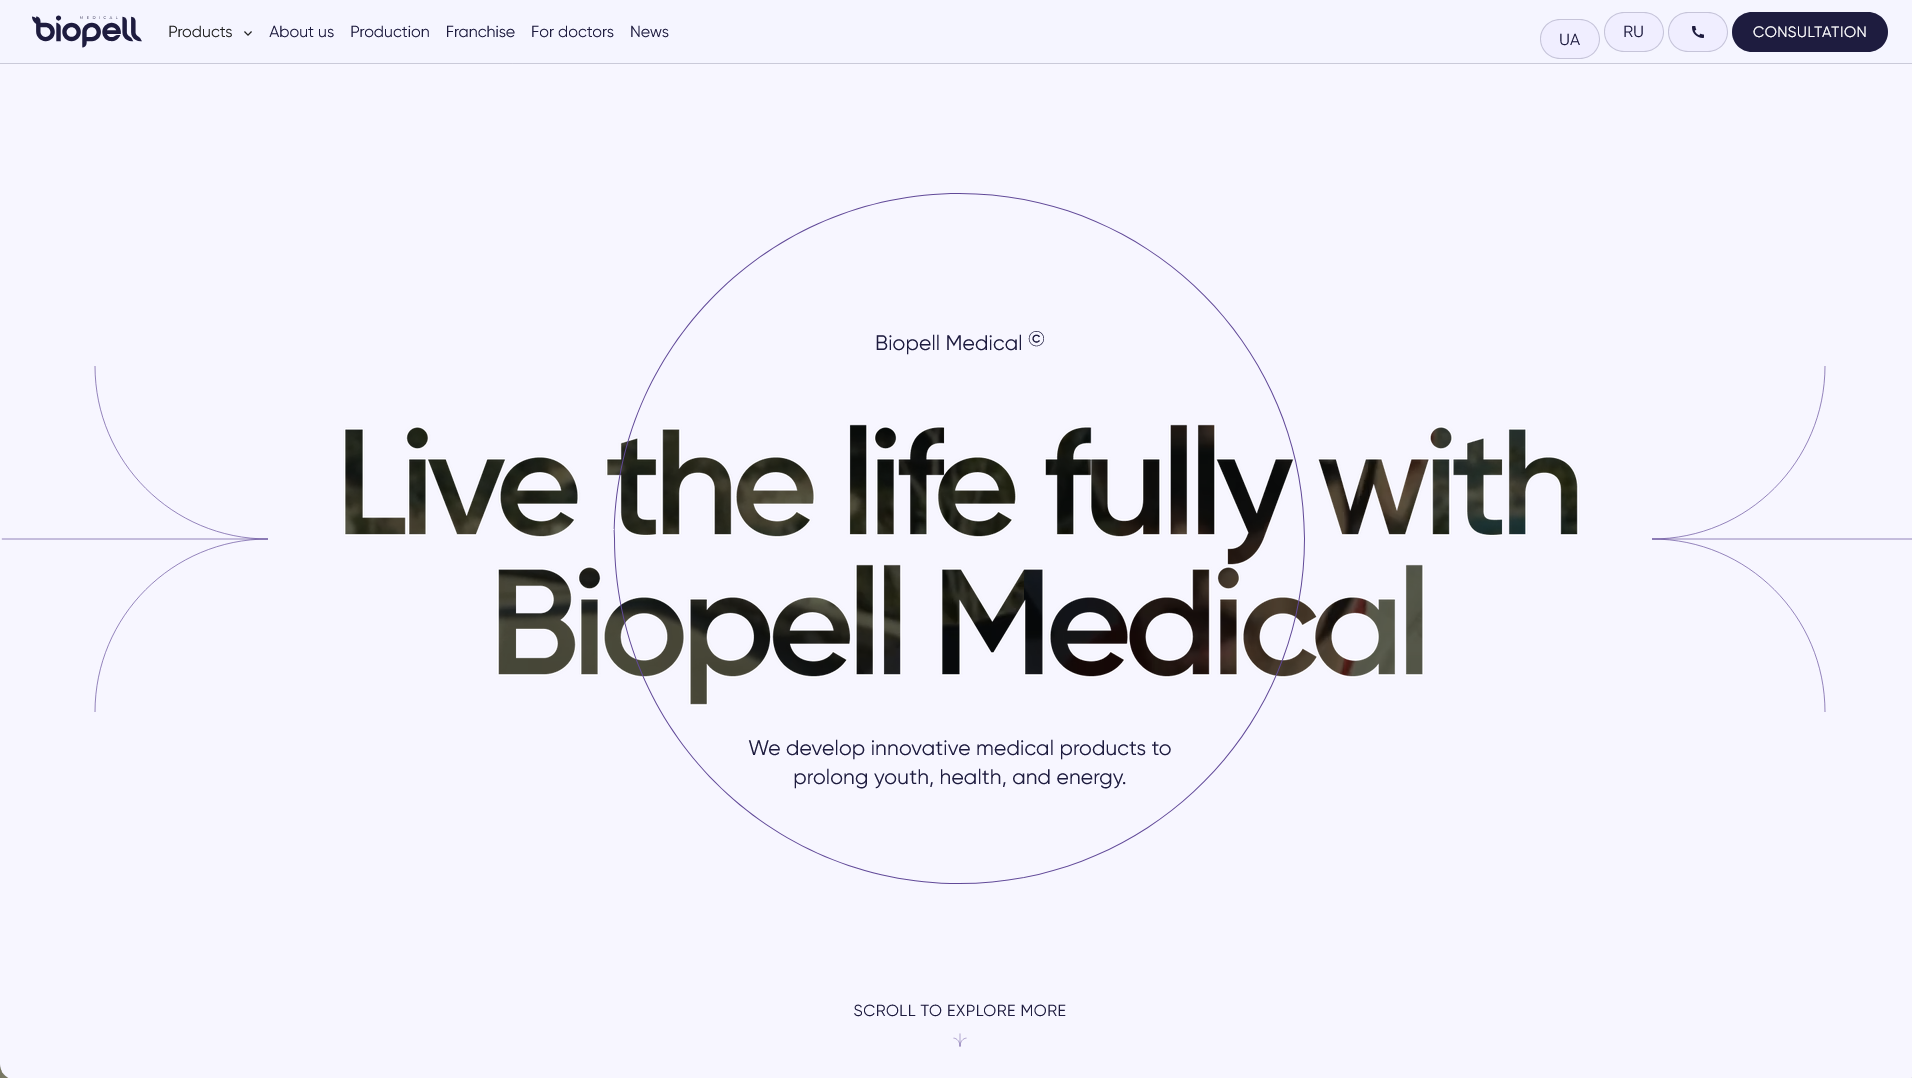 MEDICAL
biopell
Products
About us
Production
Franchise
For doctors
News
UA
RU
CONSULTATION
Biopell Medical ©
Live the life fully with
Biopell Medical
We develop innovative medical products to
prolong youth, health, and energy.
SCROLL TO EXPLORE MORE